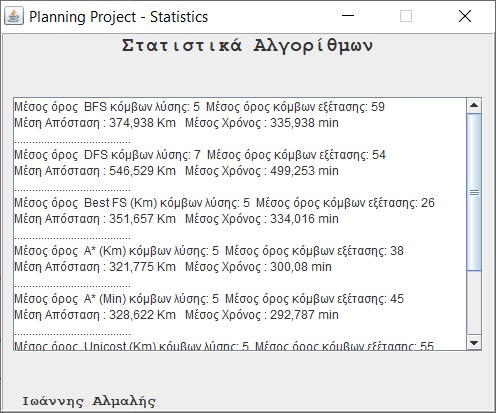 Planning Project - Statistics
Στατιστικά Αλγορίθμων
Μέσος όρος BFS κόμβων λύσης: 5 Μέσος όρος κόμβων εξέτασης: 59
Μέση Απόσταση : 374,938 Km Μέσος Χρόνος : 335,938 min
.......................................
Μέσος όρος DFS κόμβων λύσης: 7 Μέσος όρος κόμβων εξέτασης: 54
Μέση Απόσταση : 546,529 Km Μέσος Χρόνος : 499,253 min
.......................................
Μέσος όρος Best FS (Km) κόμβων λύσης: 5 Μέσος όρος κόμβων εξέτασης: 26
Μέση Απόσταση : 351,657 Km Μέσος Χρόνος : 334,016 min
.......................................
Μέσος όρος A* (Km) κόμβων λύσης: 5 Μέσος όρος κόμβων εξέτασης: 38
Μέση Απόσταση : 321,775 Km Μέσος Χρόνος : 300,08 min
.......................................
Μέσος όρος A* (Min) κόμβων λύσης: 5 Μέσος όρος κόμβων εξέτασης: 45
Μέση Απόσταση : 328,622 Km Μέσος Χρόνος : 292,787 min
.......................................
Μέσος όρος Unicost (Km) κόμβων λύσης: 5 Μέσος όρος κόμβων εξέτασης: 55
Ιωάννης Αλμαλής